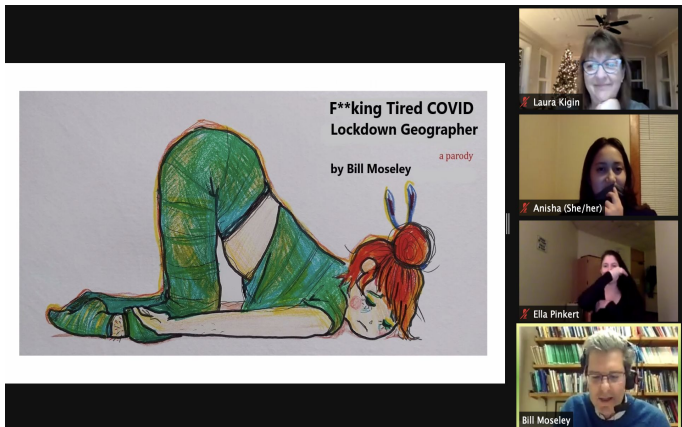 F**king Tired COVID
Lockdown Geographer
a parody
by Bill Moseley
Laura Kigin
Anisha (She/her)
Ella Pinkert
Bill Moseley